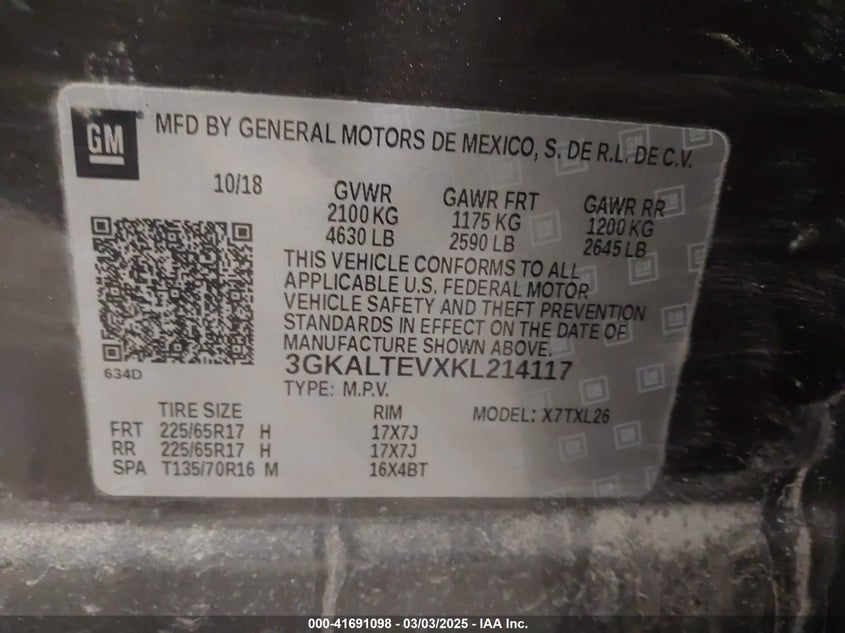 GM
MFD BY GENERAL MOTORS DE MEXICO, S. DE R.L. DE C.V.
10/18 GVWR GAWR FRT GAWR RR
2100 KG 1175 KG 1200 KG
4630 LB 2590 LB 2645 LB
THIS VEHICLE CONFORMS TO ALL
APPLICABLE U.S. FEDERAL MOTOR
VEHICLE SAFETY AND THEFT PREVENTION
STANDARDS IN EFFECT ON THE DATE OF
MANUFACTURE SHOWN ABOVE.
634D
3GKALTEVXKL214117
TYPE: M.P.V.
TIRE SIZE RIM MODEL: X7TXL26
FRT 225/65R17 H 17X7J
RR 225/65R17 H 17X7J
SPA T135/70R16 M 16X4BT
000-41691098 - 03/03/2025 - IAA Inc.